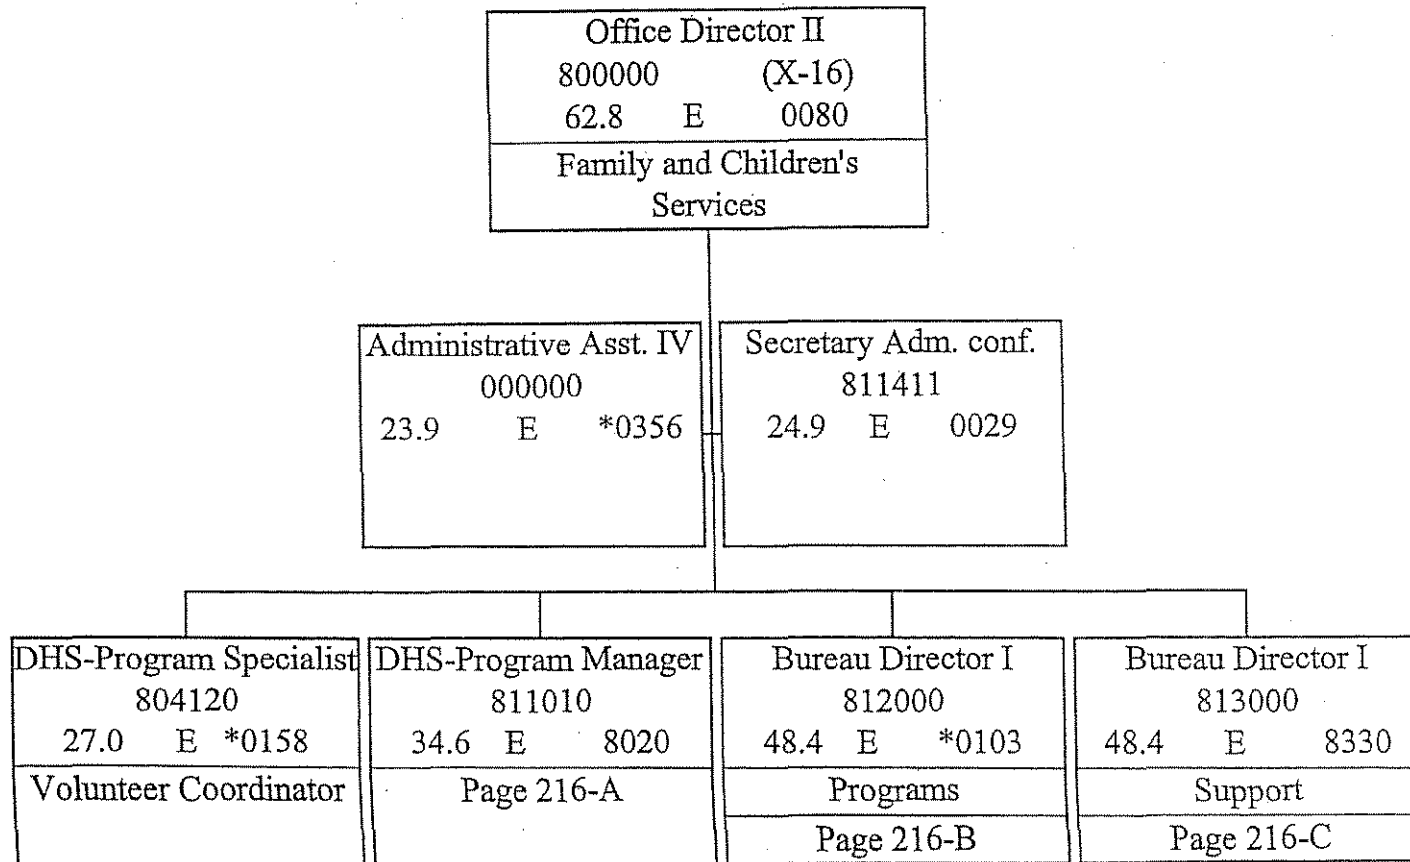 Office Director II
800000 (X-16)
62.8 E 0080
Family and Children's
Services
Administrative Asst. IV
000000
23.9 E *0356
Secretary Adm. conf.
811411
24.9 E 0029
DHS-Program Specialist
804120
27.0 E *0158
Volunteer Coordinator
DHS-Program Manager
811010
34.6 E 8020
Page 216-A
Bureau Director I
812000
48.4 E *0103
Programs
Page 216-B
Bureau Director I
813000
48.4 E 8330
Support
Page 216-C